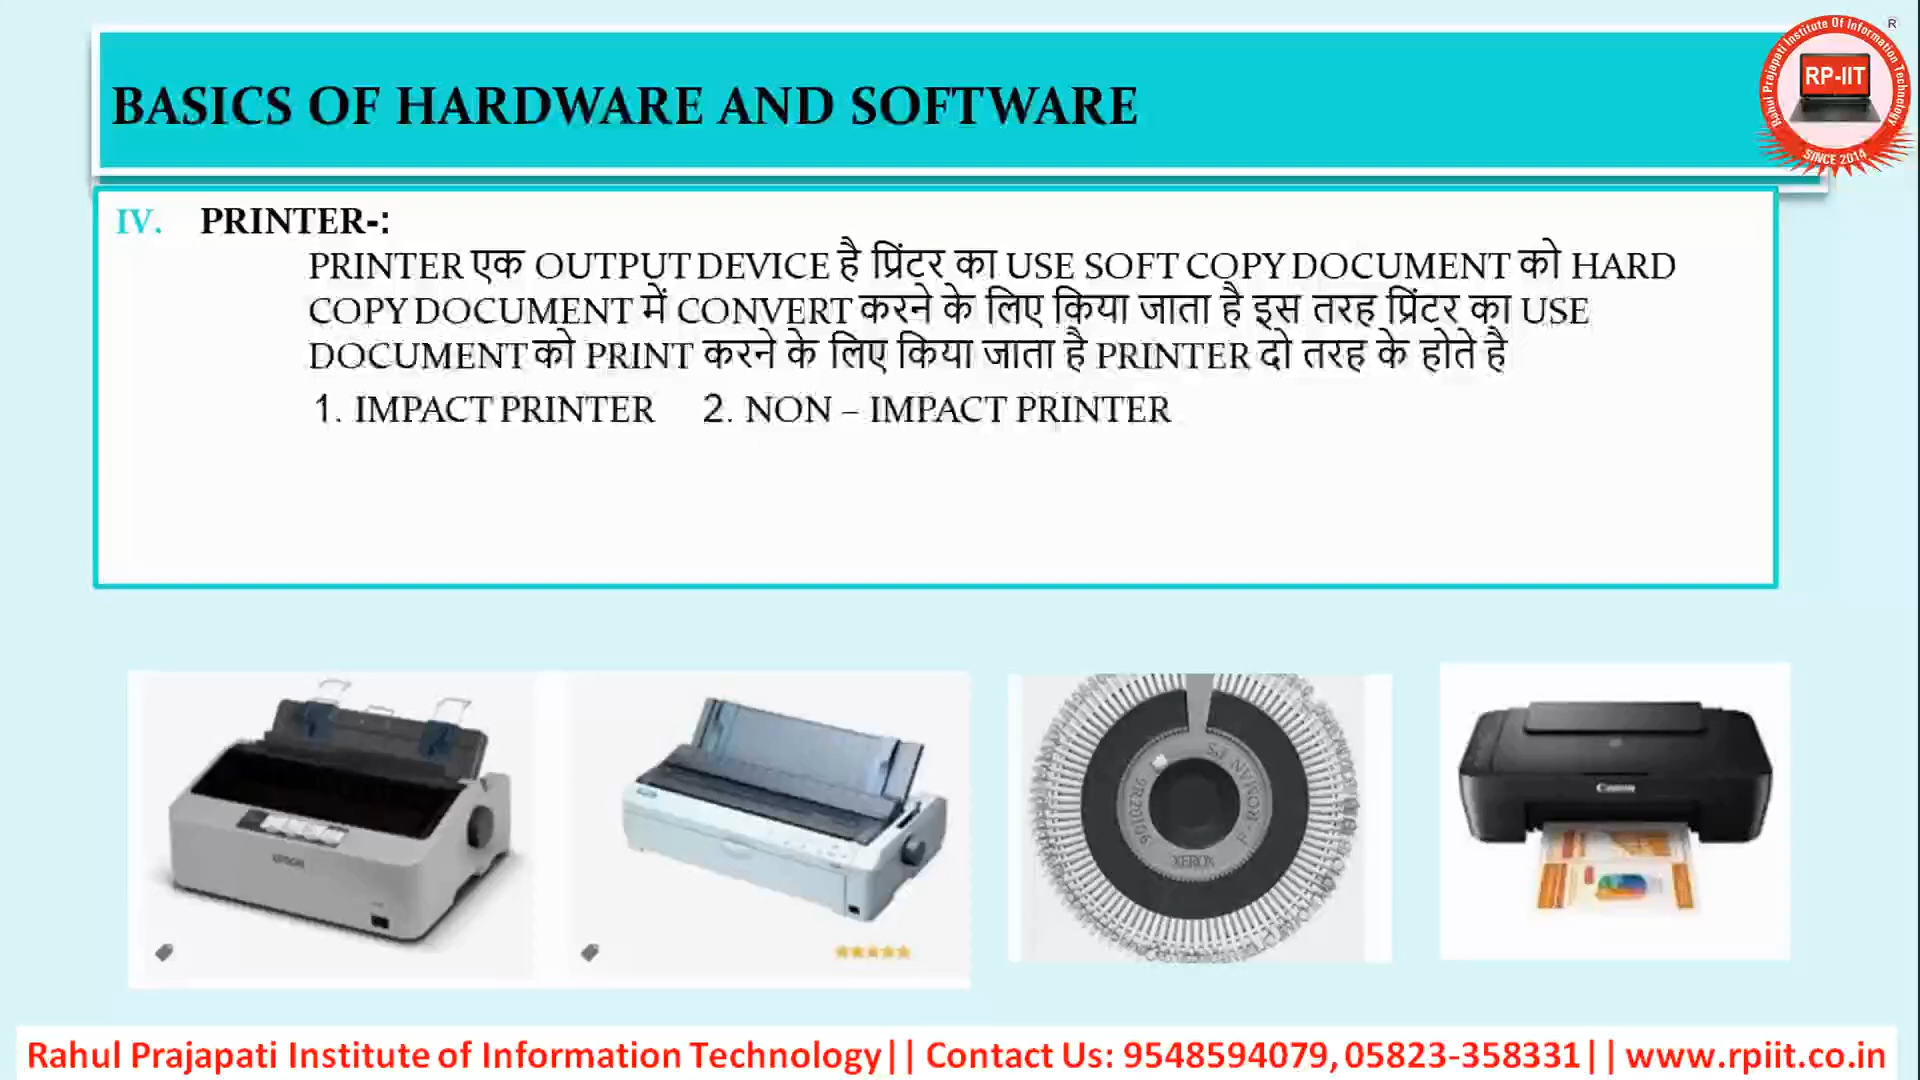 BASICS OF HARDWARE AND SOFTWARE
Rahul Prajapati Institute Of Information Technology
R
RP-IIT
SINCE 2014
IV. PRINTER-:
PRINTER एक OUTPUT DEVICE है प्रिंटर का USE SOFT COPY DOCUMENT को HARD
COPY DOCUMENT में CONVERT करने के लिए किया जाता है इस तरह प्रिंटर का USE
DOCUMENT को PRINT करने के लिए किया जाता है PRINTER दो तरह के होते है
1. IMPACT PRINTER 2. NON – IMPACT PRINTER
EPSON
XEROX
Canon
Rahul Prajapati Institute of Information Technology|| Contact Us: 9548594079, 05823-358331|| www.rpiit.co.in